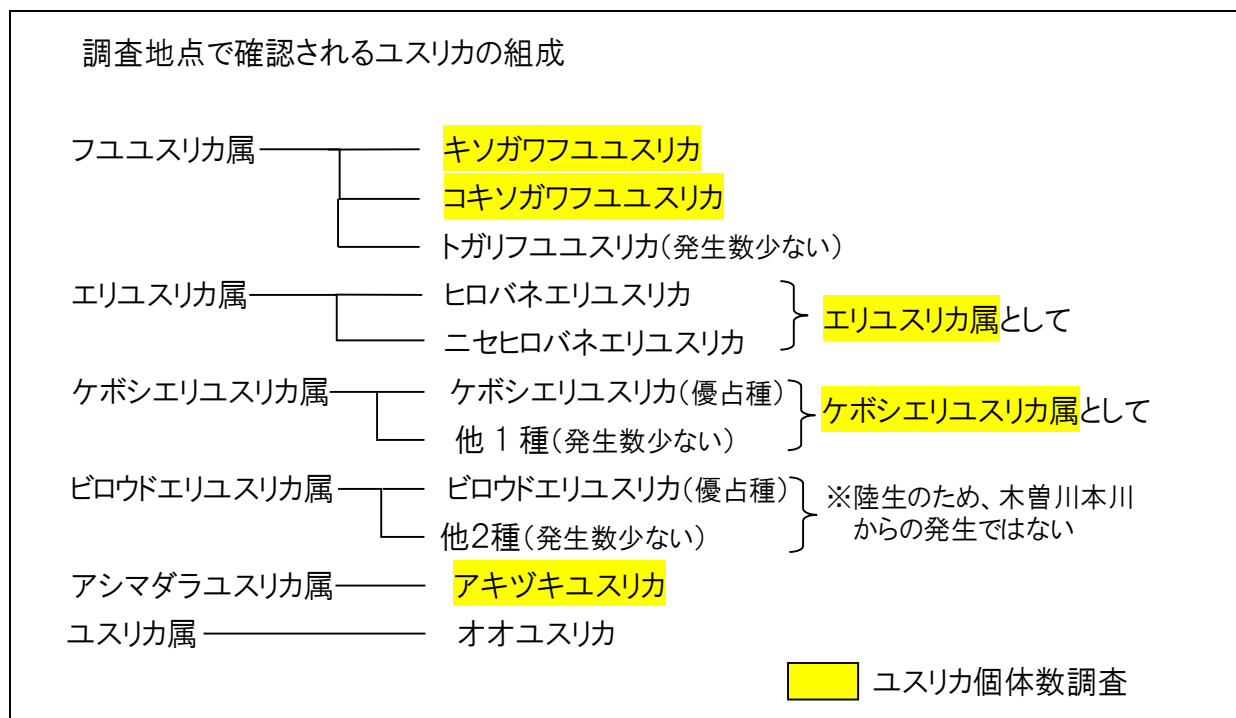 調査地点で確認されるユスリカの組成
フユユスリカ属 キソガワフユユスリカ
コキソガワフユユスリカ
トガリフユユスリカ(発生数少ない)
エリユスリカ属 ヒロバネエリユスリカ
エリユスリカ属として
ニセヒロバネエリユスリカ
ケボシエリユスリカ属 ケボシエリユスリカ(優占種)
ケボシエリユスリカ属として
他 1 種(発生数少ない)
ビロウドエリユスリカ属 ビロウドエリユスリカ(優占種)
※陸生のため、木曽川本川
からの発生ではない
他2種(発生数少ない)
アシマダラユスリカ属 アキヅキユスリカ
ユスリカ属 オオユスリカ
ユスリカ個体数調査